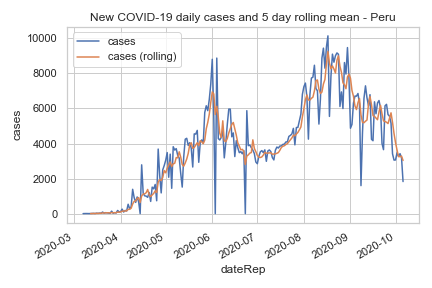 New COVID-19 daily cases and 5 day rolling mean - Peru
cases
cases (rolling)
10000
8000
6000
4000
2000
0
cases
2020-03
2020-04
2020-05
2020-06
2020-07
2020-08
2020-09
2020-10
dateRep